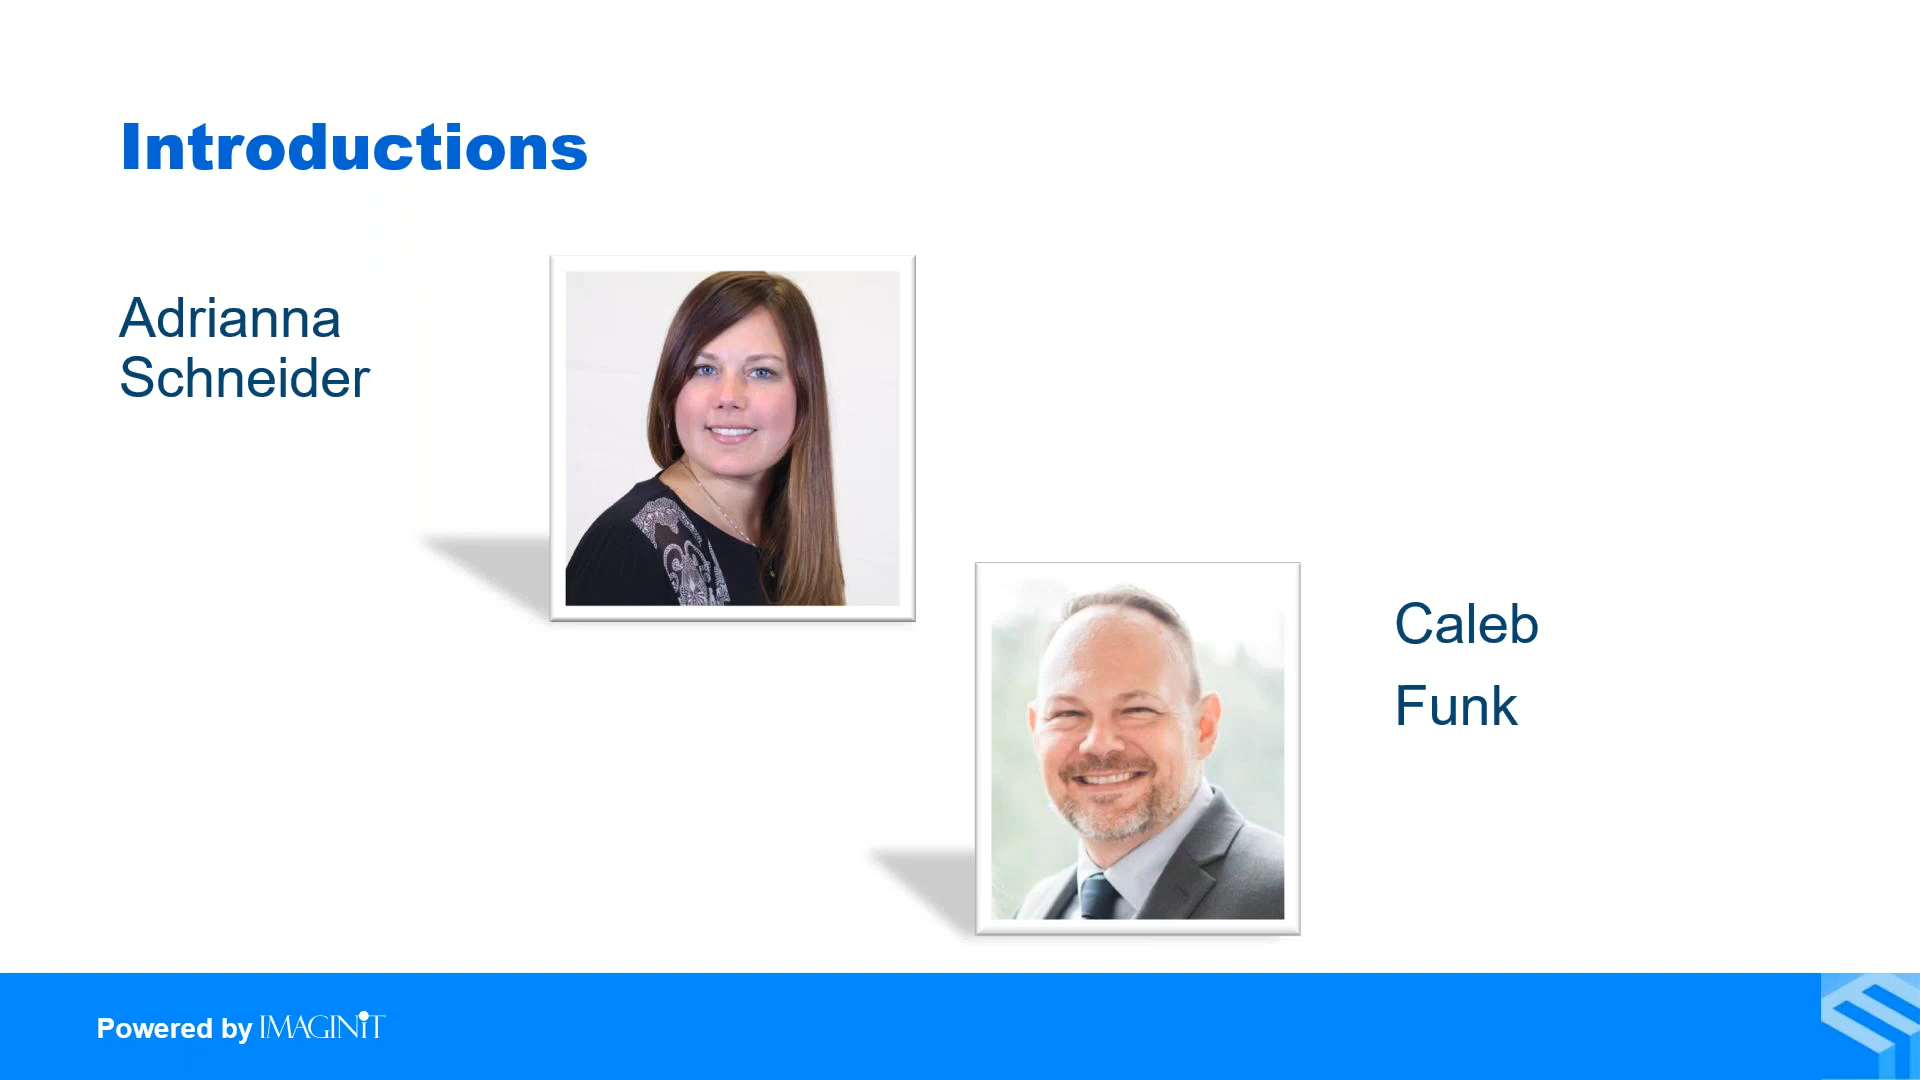 Introductions
Adrianna
Schneider
Caleb
Funk
Powered by IMAGINiT